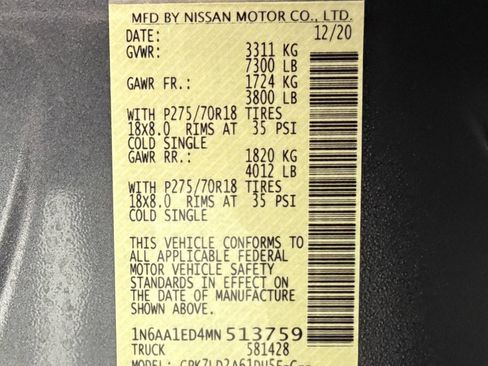 MFD BY NISSAN MOTOR CO., LTD.
DATE: 12/20
GVWR: 3311 KG
7300 LB
GAWR FR.: 1724 KG
3800 LB
WITH P275/70R18 TIRES
18X8.0 RIMS AT 35 PSI
COLD SINGLE
GAWR RR.: 1820 KG
4012 LB
WITH P275/70R18 TIRES
18X8.0 RIMS AT 35 PSI
COLD SINGLE
THIS VEHICLE CONFORMS TO
ALL APPLICABLE FEDERAL
MOTOR VEHICLE SAFETY
STANDARDS IN EFFECT ON
THE DATE OF MANUFACTURE
SHOWN ABOVE.
1N6AA1ED4MN513759
TRUCK 581428
MODEL: